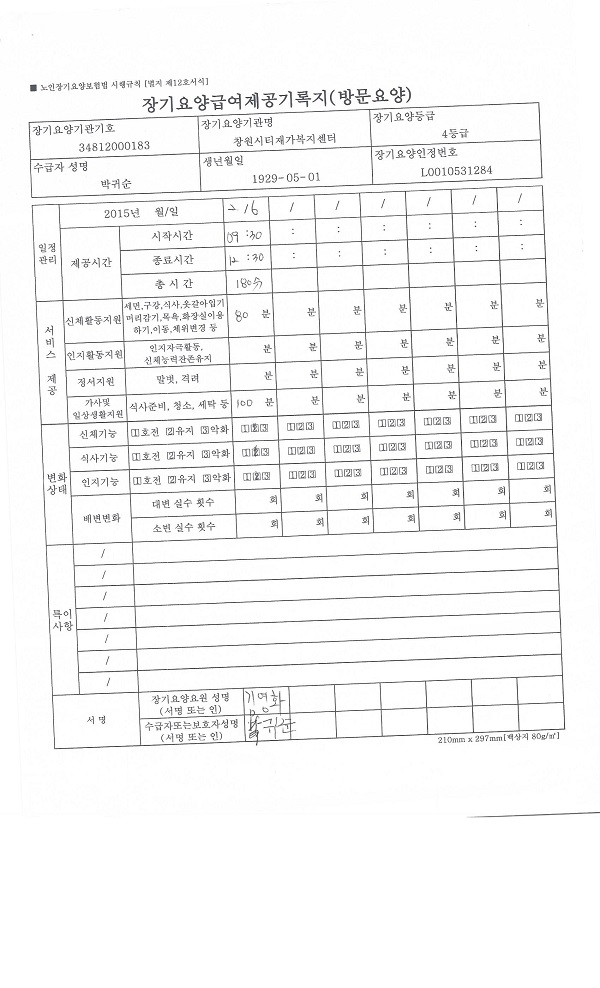 ■ 노인장기요양보험법 시행규칙 [별지 제12호서식]
장기요양급여제공기록지(방문요양)
장기요양기관기호 장기요양기관명 장기요양등급
34812000183 창원시티재가복지센터 4등급
수급자 성명 생년월일 장기요양인정번호
박귀순 1929-05-01 L0010531284
일정 관리
2015년 월/일 2/6 / / / / / /
제공시간
시작시간 09:30 : : : : : :
종료시간 12:30 : : : : : :
총 시 간 180분
서비스 제공
신체활동지원 세면,구강,식사,옷갈아입기 머리감기,목욕,화장실이용 하기,이동,체위변경 등 80 분 분 분 분 분 분 분
인지활동지원 인지자극활동, 신체능력잔존유지 분 분 분 분 분 분 분
정서지원 말벗, 격려 분 분 분 분 분 분 분
가사및 일상생활지원 식사준비, 청소, 세탁 등 100 분 분 분 분 분 분 분
변화 상태
신체기능 ①호전 ②유지 ③악화 ①②③ ①②③ ①②③ ①②③ ①②③ ①②③ ①②③
식사기능 ①호전 ②유지 ③악화 ①②③ ①②③ ①②③ ①②③ ①②③ ①②③ ①②③
인지기능 ①호전 ②유지 ③악화 ①②③ ①②③ ①②③ ①②③ ①②③ ①②③ ①②③
배변변화
대변 실수 횟수 회 회 회 회 회 회 회
소변 실수 횟수 회 회 회 회 회 회 회
특이 사항
/
/
/
/
/
/
/
서 명
장기요양요원 성명 김영화
(서명 또는 인)
수급자또는보호자성명 박귀순
(서명 또는 인)
210mm x 297mm[백상지 80g/㎡]